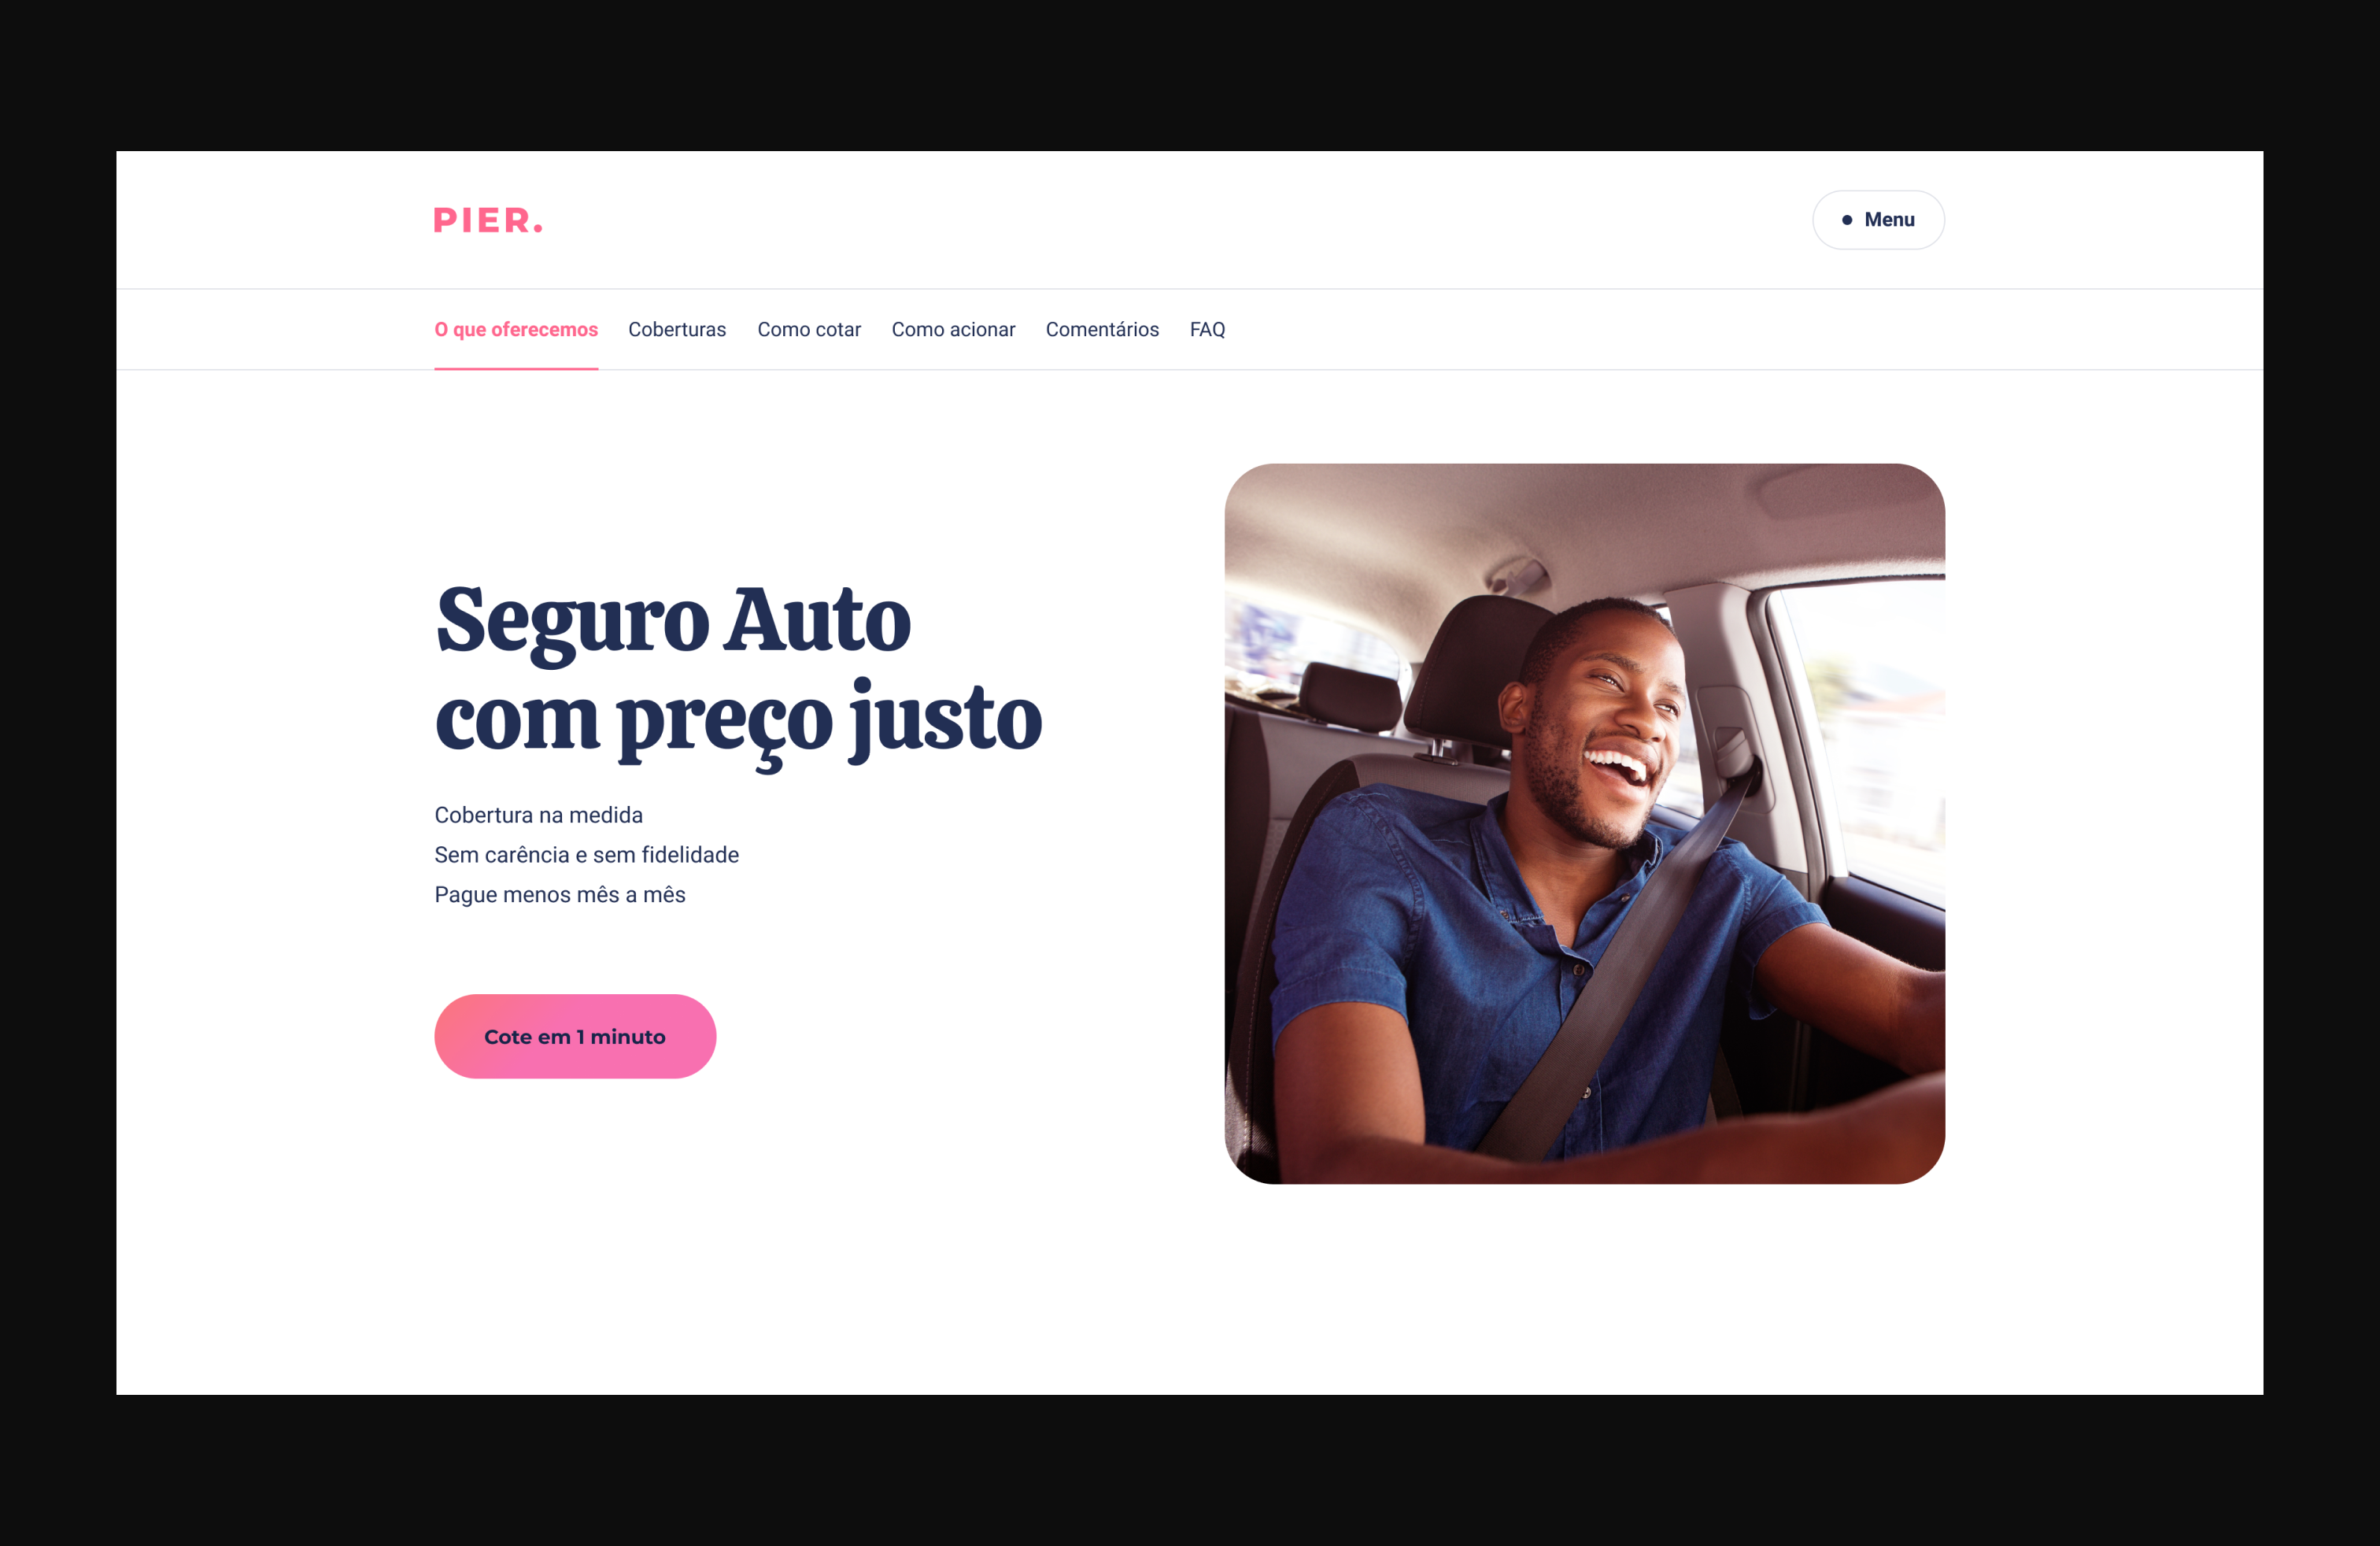 PIER.
Menu
O que oferecemos Coberturas Como cotar Como acionar Comentários FAQ
Seguro Auto
com preço justo
Cobertura na medida
Sem carência e sem fidelidade
Pague menos mês a mês
Cote em 1 minuto